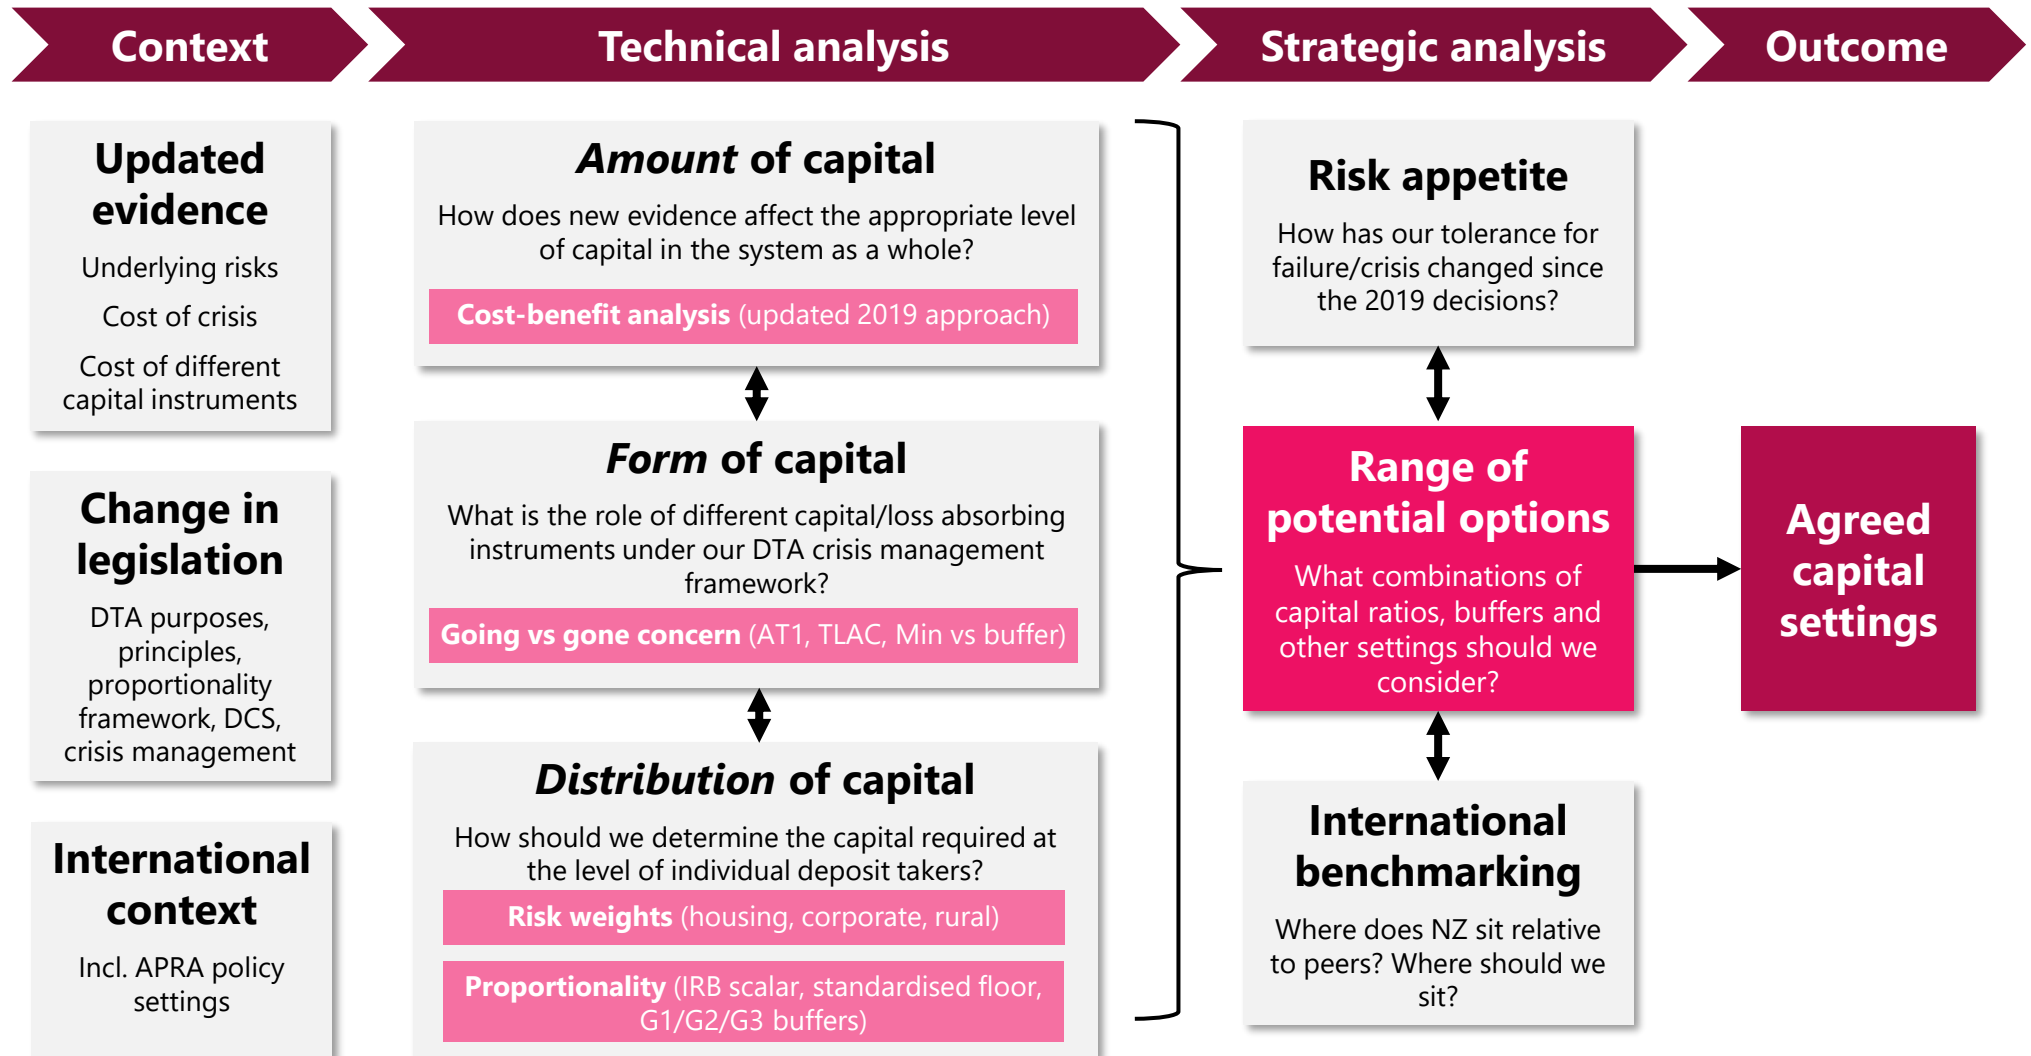 Context
Technical analysis
Strategic analysis
Outcome
Updated
evidence
Underlying risks
Cost of crisis
Cost of different
capital instruments
Change in
legislation
DTA purposes,
principles,
proportionality
framework, DCS,
crisis management
International
context
Incl. APRA policy
settings
Amount of capital
How does new evidence affect the appropriate level
of capital in the system as a whole?
Cost-benefit analysis (updated 2019 approach)
Form of capital
What is the role of different capital/loss absorbing
instruments under our DTA crisis management
framework?
Going vs gone concern (AT1, TLAC, Min vs buffer)
Distribution of capital
How should we determine the capital required at
the level of individual deposit takers?
Risk weights (housing, corporate, rural)
Proportionality (IRB scalar, standardised floor,
G1/G2/G3 buffers)
Risk appetite
How has our tolerance for
failure/crisis changed since
the 2019 decisions?
Range of
potential options
What combinations of
capital ratios, buffers and
other settings should we
consider?
International
benchmarking
Where does NZ sit relative
to peers? Where should we
sit?
Agreed
capital
settings